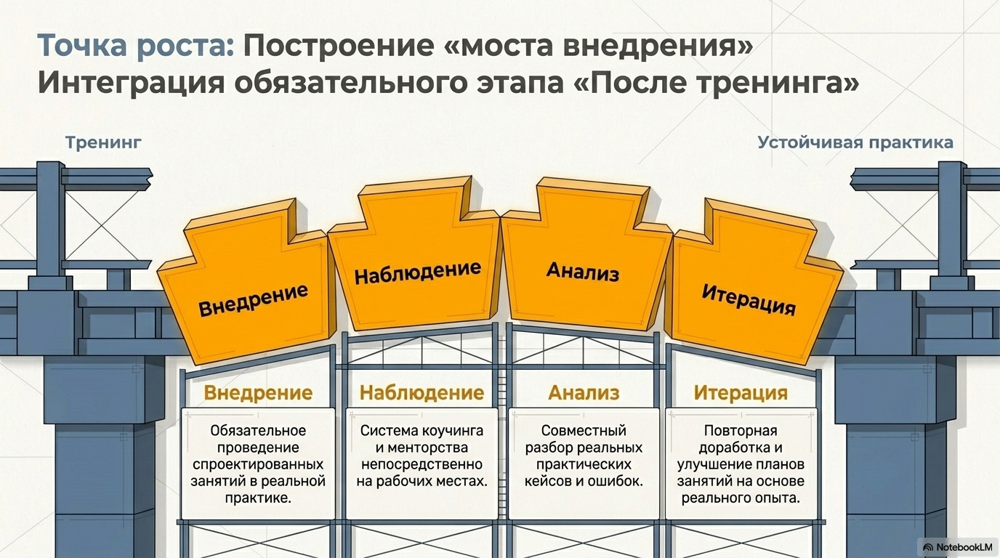 Точка роста: Построение «моста внедрения»
Интеграция обязательного этапа «После тренинга»
Тренинг
Устойчивая практика
Внедрение
Наблюдение
Анализ
Итерация
Внедрение
Обязательное
проведение
спроектированных
занятий в реальной
практике.
Наблюдение
Система коучинга
и менторства
непосредственно
на рабочих местах.
Анализ
Совместный
разбор реальных
практических
кейсов и ошибок.
Итерация
Повторная
доработка и
улучшение планов
занятий на основе
реального опыта.
NotebookLM